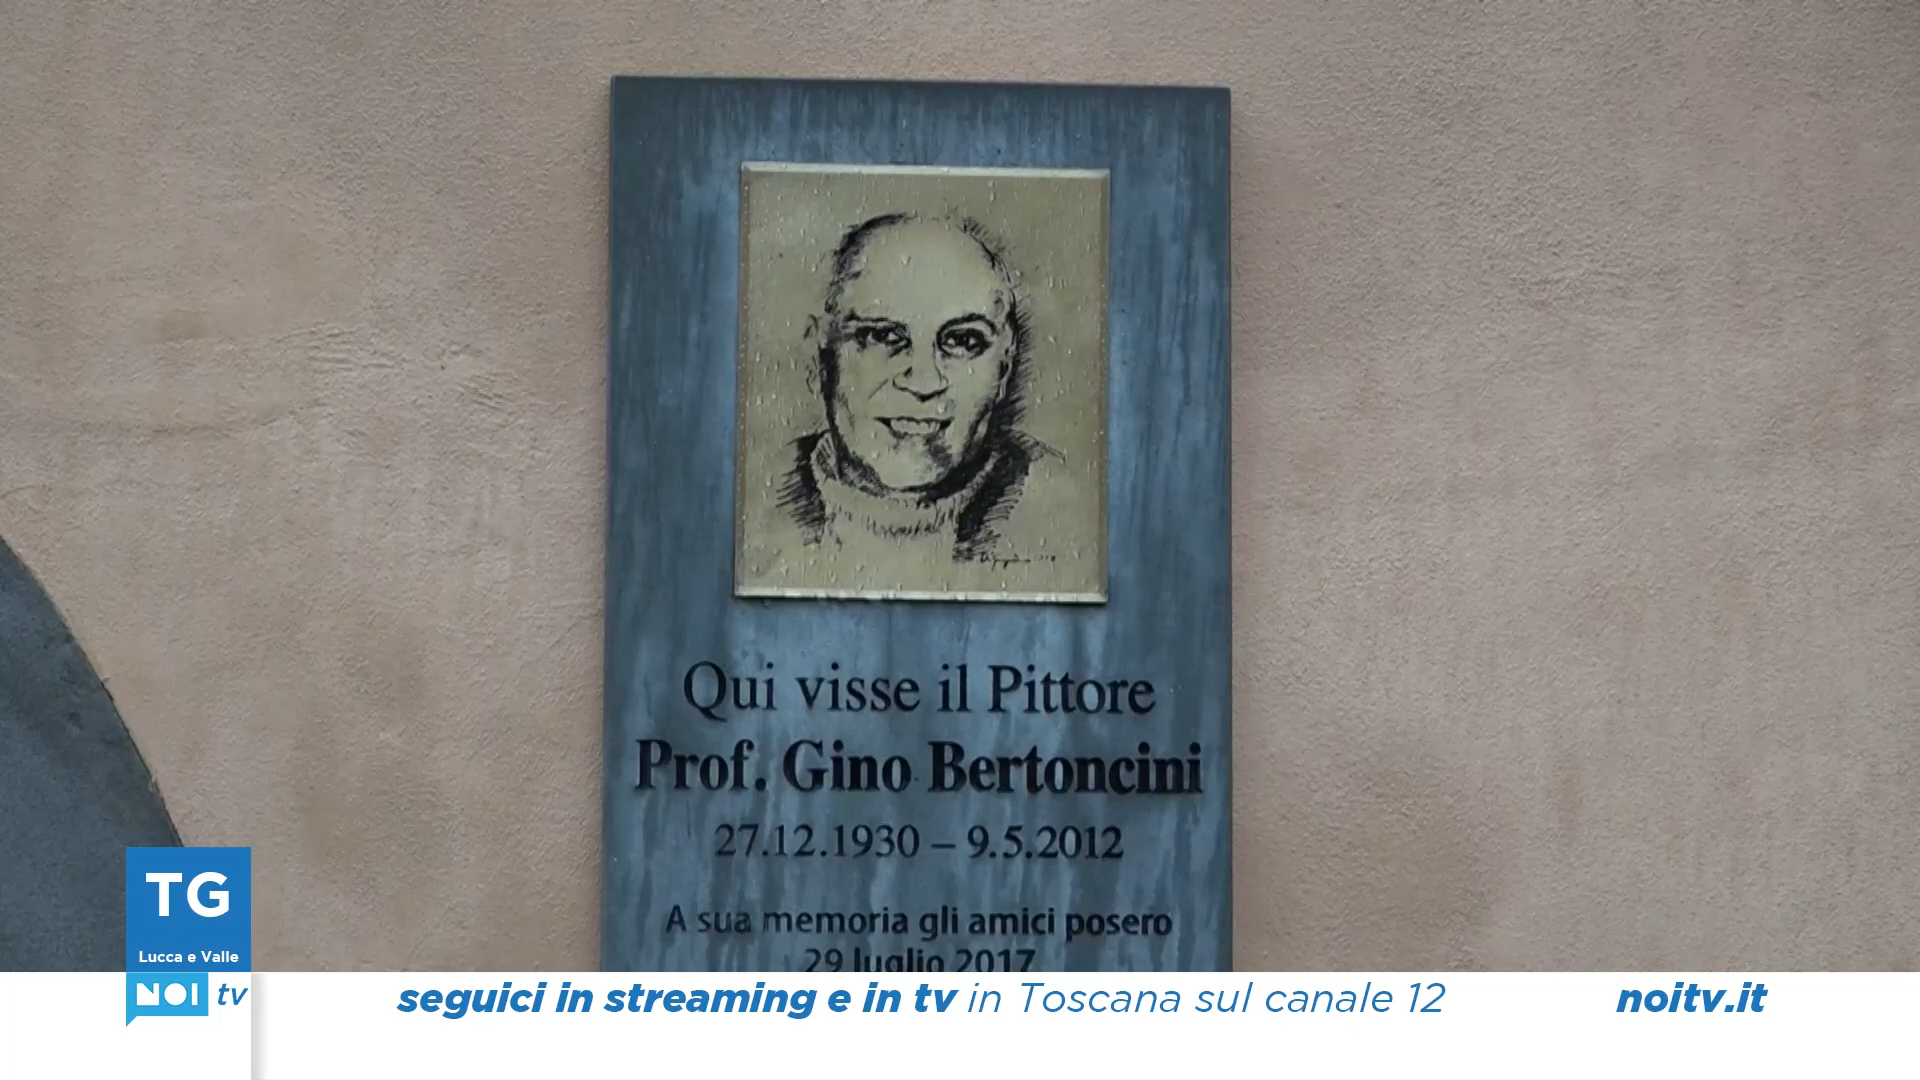 Qui visse il Pittore
Prof. Gino Bertoncini
27.12.1930 – 9.5.2012
A sua memoria gli amici posero
29 luglio 2017
TG
Lucca e Valle
NOI tv
seguici in streaming e in tv in Toscana sul canale 12
noitv.it